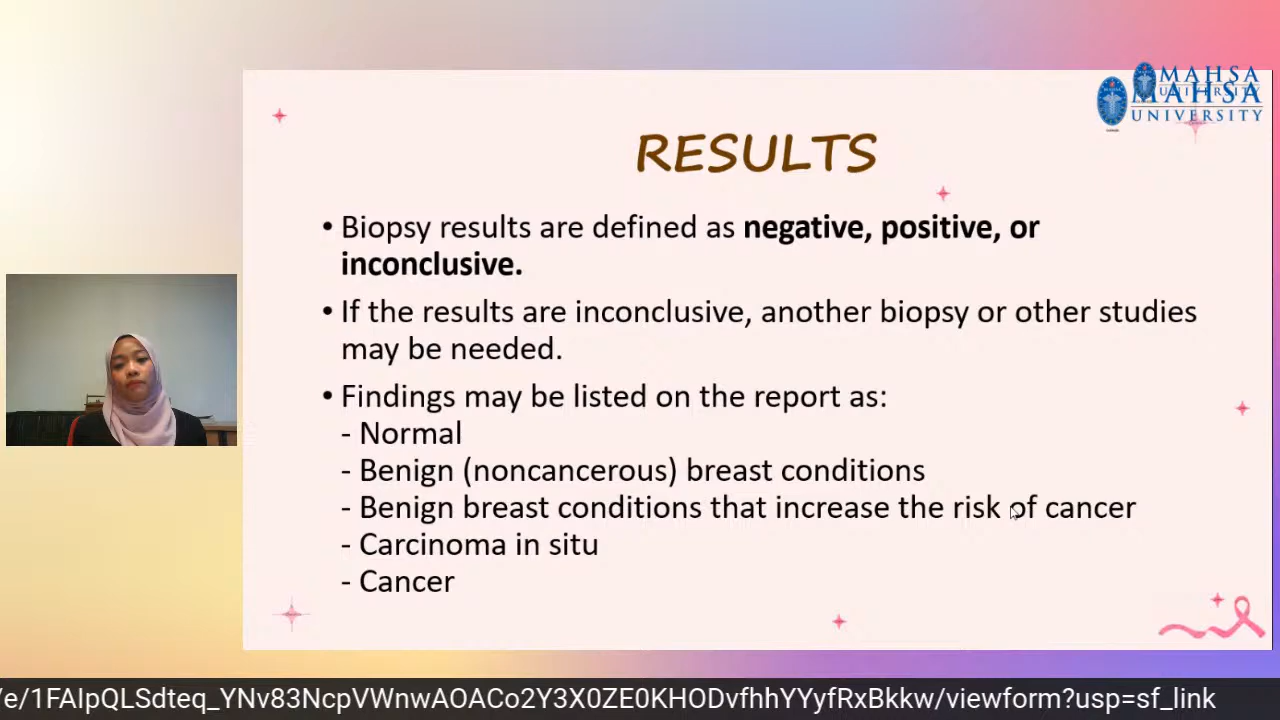 MAHSA
UNIVERSITY
MAHSA
UNIVERSITY
RESULTS
• Biopsy results are defined as negative, positive, or
inconclusive.
• If the results are inconclusive, another biopsy or other studies
may be needed.
• Findings may be listed on the report as:
- Normal
- Benign (noncancerous) breast conditions
- Benign breast conditions that increase the risk of cancer
- Carcinoma in situ
- Cancer
/e/1FAIpQLSdteq_YNv83NcpVWnwAOACo2Y3X0ZE0KHODvfhhYYyfRxBkkw/viewform?usp=sf_link